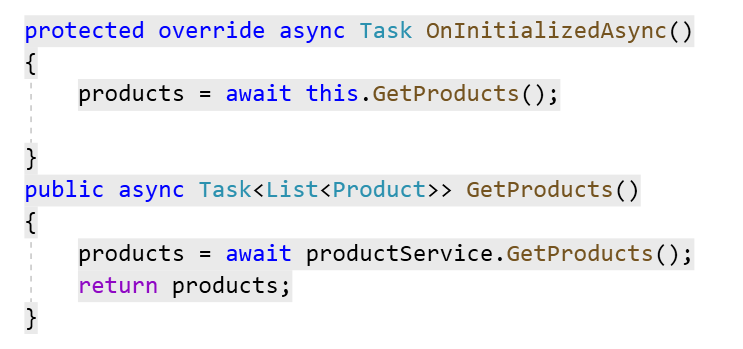 protected override async Task OnInitializedAsync()
{
    products = await this.GetProducts();
}
public async Task<List<Product>> GetProducts()
{
    products = await productService.GetProducts();
    return products;
}